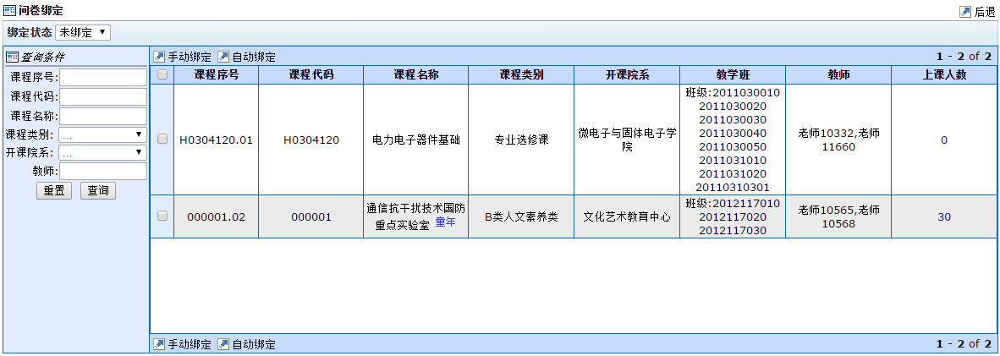 问卷绑定
后退
绑定状态 未绑定
查询条件
课程序号:
课程代码:
课程名称:
课程类别: ...
开课院系: ...
教师:
重置 查询
手动绑定 自动绑定 1 - 2 of 2
课程序号 课程代码 课程名称 课程类别 开课院系 教学班 教师 上课人数
H0304120.01
H0304120
电力电子器件基础
专业选修课
微电子与固体电子学
院
班级:2011030010
2011030020
2011030030
2011030040
2011030050
2011031010
2011031020
20110310301
老师10332,老师
11660
0
000001.02
000001
通信抗干扰技术国防
重点实验室 童年
B类人文素养类
文化艺术教育中心
班级:2012117010
2012117020
2012117030
老师10565,老师
10568
30
手动绑定 自动绑定 1 - 2 of 2